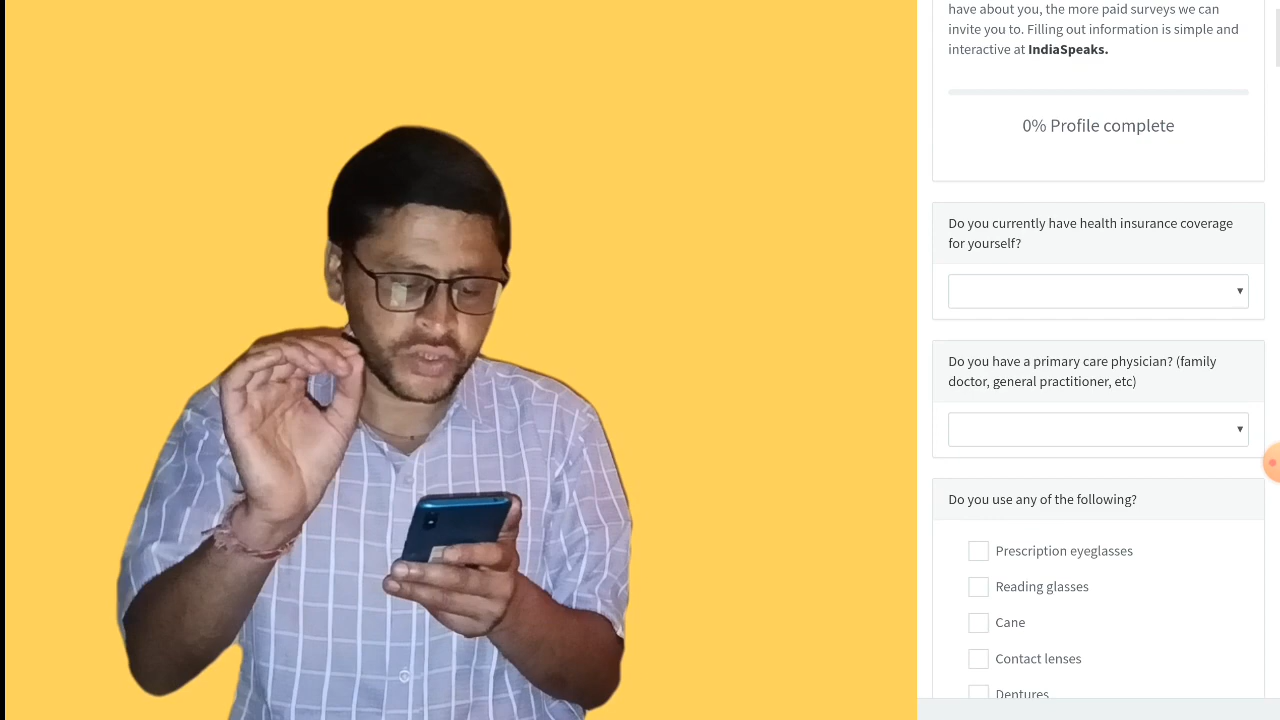 have about you, the more paid surveys we can
invite you to. Filling out information is simple and
interactive at IndiaSpeaks.
0% Profile complete
Do you currently have health insurance coverage
for yourself?
Do you have a primary care physician? (family
doctor, general practitioner, etc)
Do you use any of the following?
Prescription eyeglasses
Reading glasses
Cane
Contact lenses
Dentures